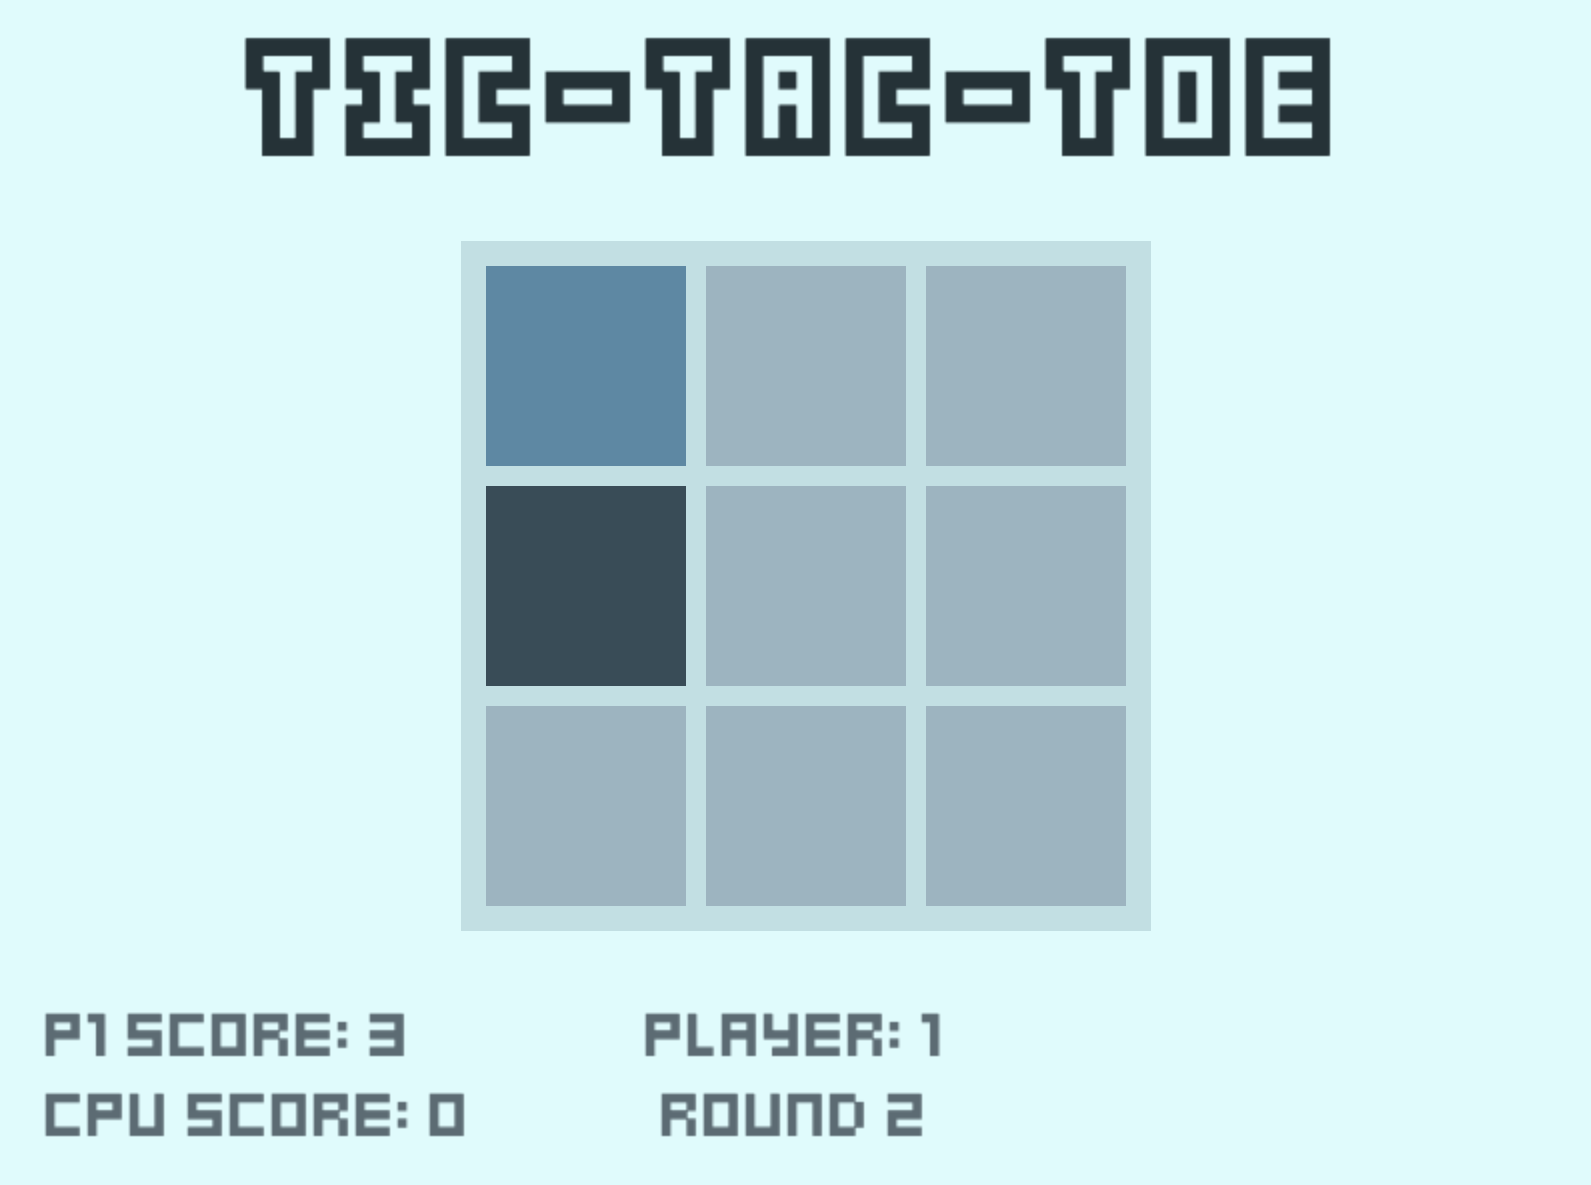 TIC-TAC-TOE
P1 SCORE: 3
PLAYER: 1
CPU SCORE: 0
ROUND 2